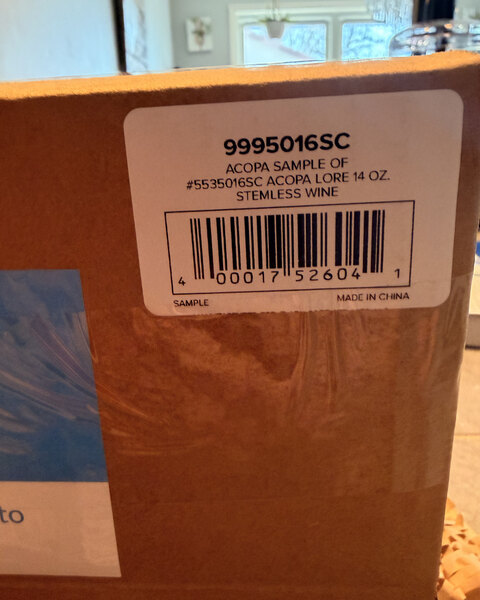 9995016SC
ACOPA SAMPLE OF
#5535016SC ACOPA LORE 14 OZ.
STEMLESS WINE
4 00017 52604 1
SAMPLE MADE IN CHINA
to